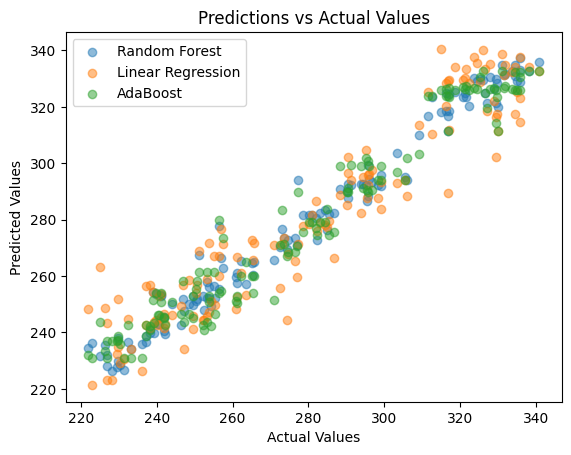 Predictions vs Actual Values
Random Forest
Linear Regression
AdaBoost
Predicted Values
340
320
300
280
260
240
220
220 240 260 280 300 320 340
Actual Values